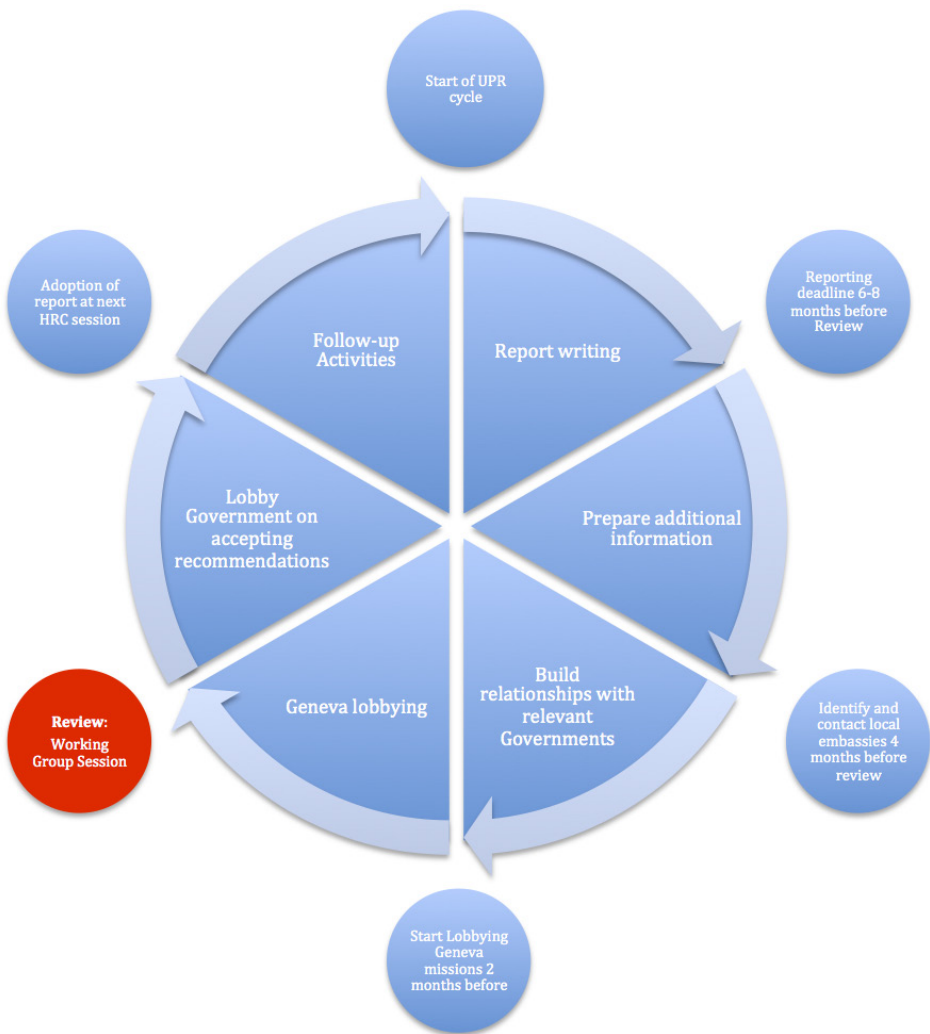 Start of UPR
cycle
Adoption of
report at next
HRC session
Reporting
deadline 6-8
months before
Review
Follow-up
Activities
Report writing
Lobby
Government on
accepting
recommendations
Prepare additional
information
Geneva lobbying
Build
relationships with
relevant
Governments
Review:
Working
Group Session
Identify and
contact local
embassies 4
months before
review
Start Lobbying
Geneva
missions 2
months before